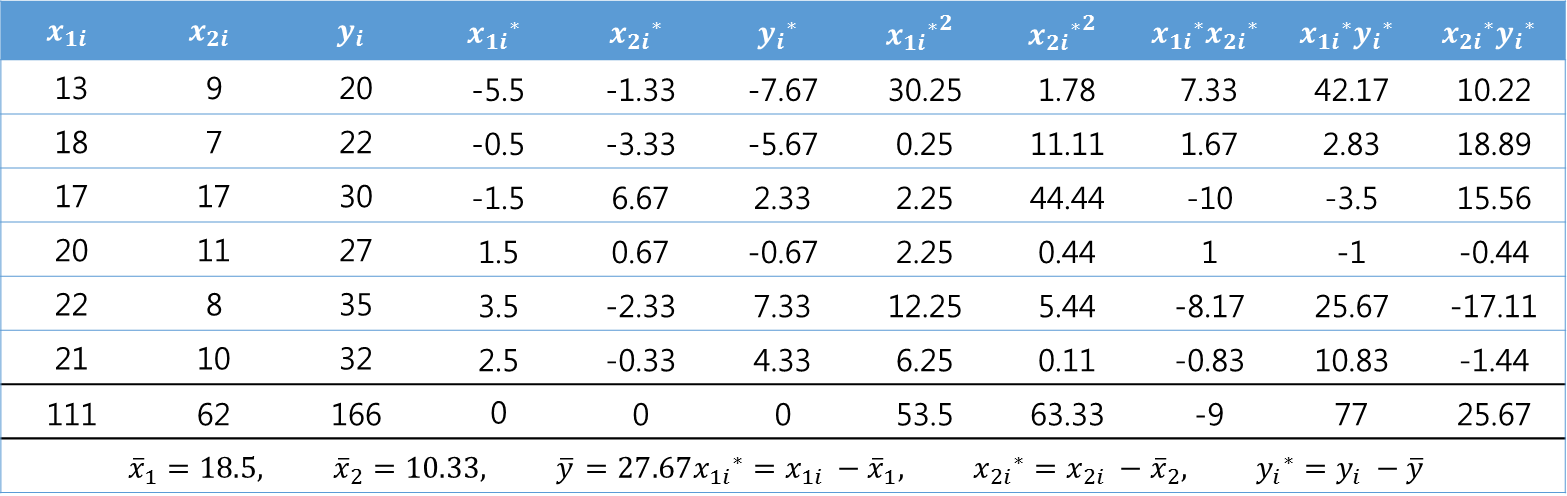 x₁ᵢ x₂ᵢ yᵢ x₁ᵢ* x₂ᵢ* yᵢ* x₁ᵢ*² x₂ᵢ*² x₁ᵢ*x₂ᵢ* x₁ᵢ*yᵢ* x₂ᵢ*yᵢ*
13 9 20 -5.5 -1.33 -7.67 30.25 1.78 7.33 42.17 10.22
18 7 22 -0.5 -3.33 -5.67 0.25 11.11 1.67 2.83 18.89
17 17 30 -1.5 6.67 2.33 2.25 44.44 -10 -3.5 15.56
20 11 27 1.5 0.67 -0.67 2.25 0.44 1 -1 -0.44
22 8 35 3.5 -2.33 7.33 12.25 5.44 -8.17 25.67 -17.11
21 10 32 2.5 -0.33 4.33 6.25 0.11 -0.83 10.83 -1.44
111 62 166 0 0 0 53.5 63.33 -9 77 25.67
x̄₁ = 18.5, x̄₂ = 10.33, ȳ = 27.67x₁ᵢ* = x₁ᵢ − x̄₁, x₂ᵢ* = x₂ᵢ − x̄₂, yᵢ* = yᵢ − ȳ